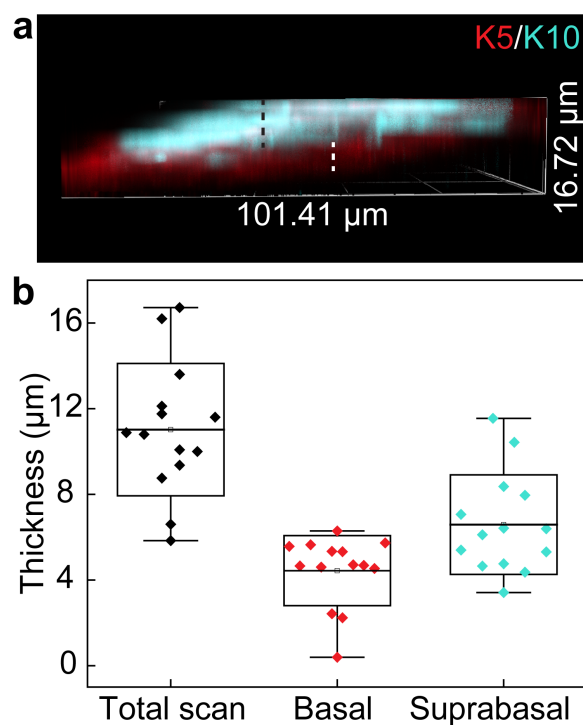 a
K5/K10
16.72 μm
101.41 μm
b
Thickness (μm)
16
12
8
4
0
Total scan
Basal
Suprabasal